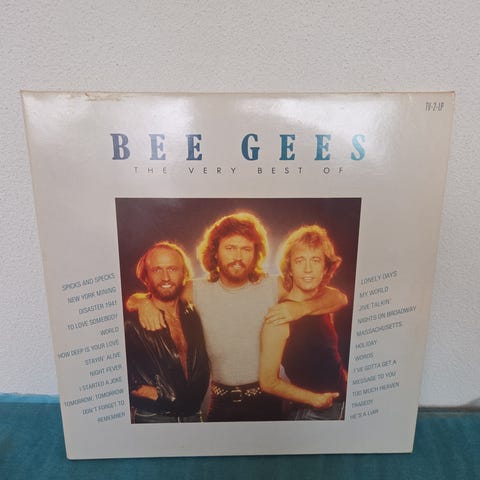 TV-2-LP
BEE GEES
THE VERY BEST OF
SPICKS AND SPECKS
NEW YORK MINING
DISASTER 1941
TO LOVE SOMEBODY
WORLD
HOW DEEP IS YOUR LOVE
STAYIN' ALIVE
NIGHT FEVER
I STARTED A JOKE
TOMORROW, TOMORROW
DON'T FORGET TO
REMEMBER
LONELY DAYS
MY WORLD
JIVE TALKIN'
NIGHTS ON BROADWAY
MASSACHUSETTS
HOLIDAY
WORDS
I'VE GOTTA GET A
MESSAGE TO YOU
TOO MUCH HEAVEN
TRAGEDY
HE'S A LIAR